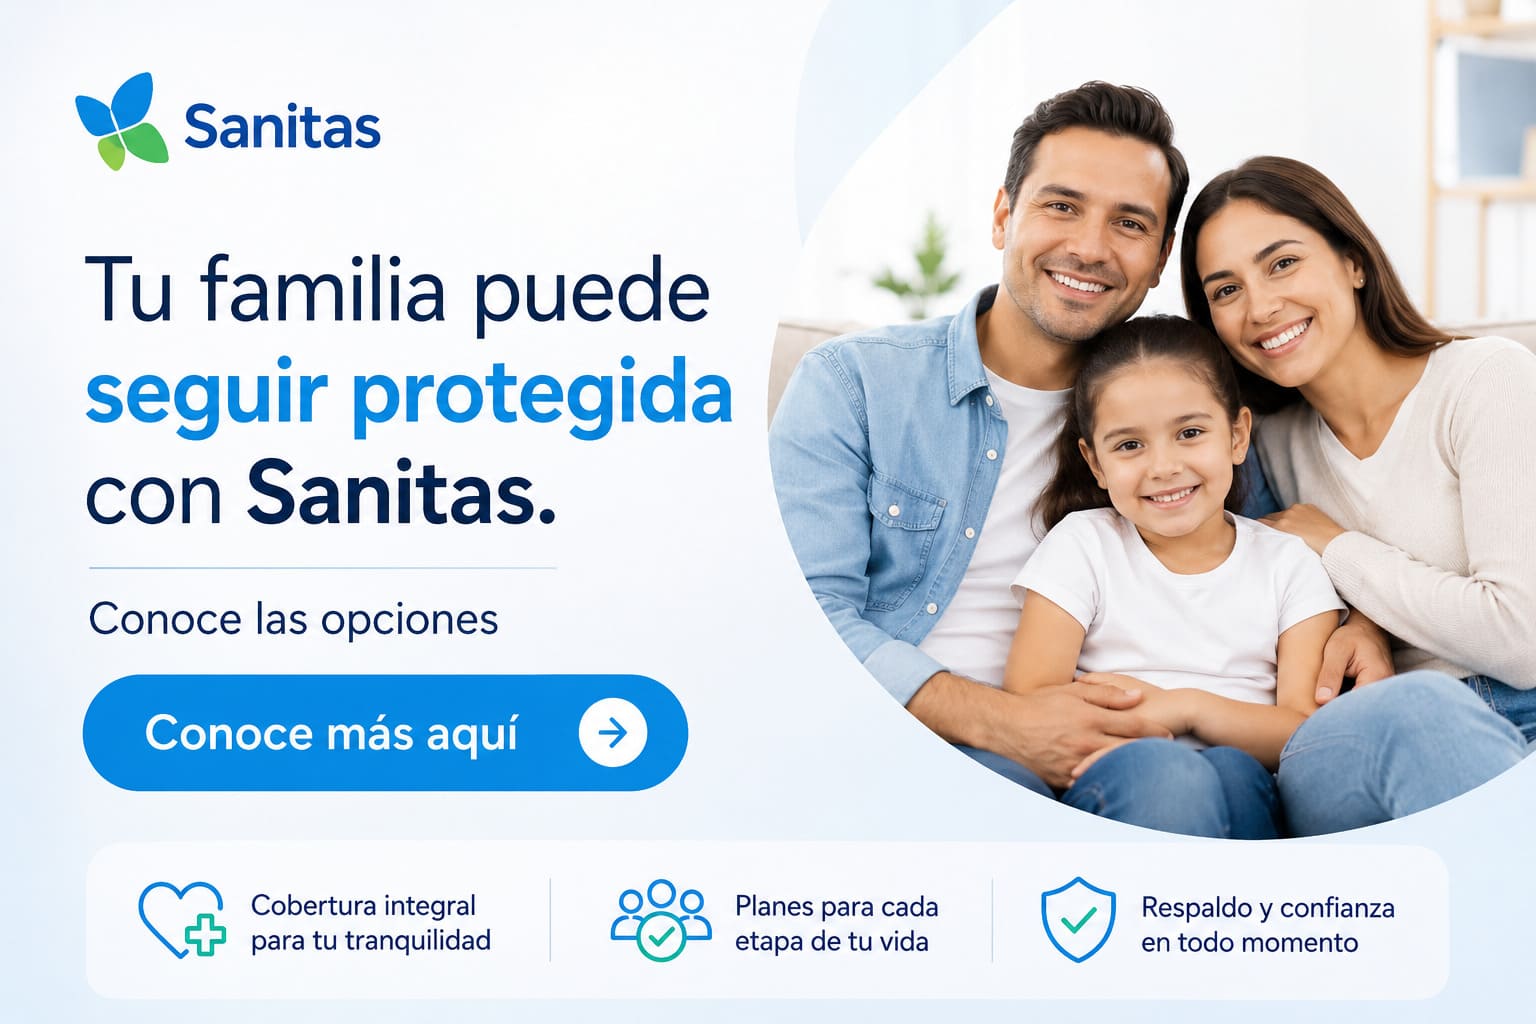 Sanitas
Tu familia puede
seguir protegida
con Sanitas.
Conoce las opciones
Conoce más aquí
Cobertura integral
para tu tranquilidad
Planes para cada
etapa de tu vida
Respaldo y confianza
en todo momento